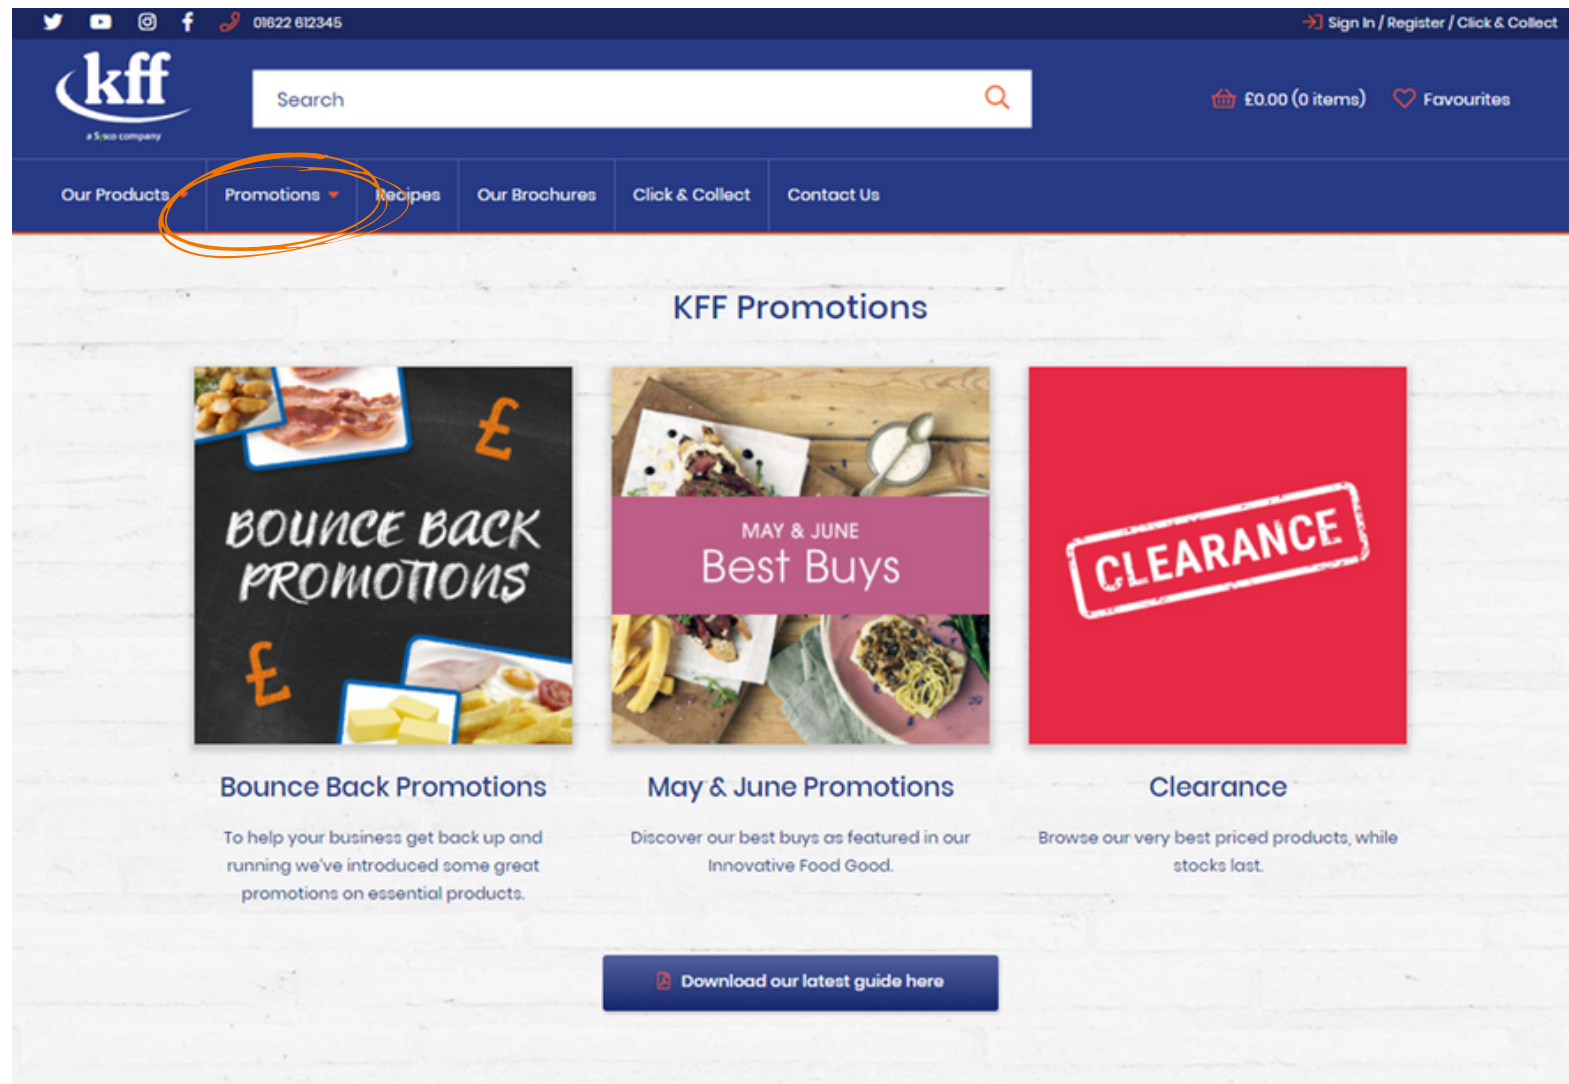 01622 612345
Sign In / Register / Click & Collect
kff
a Sysco company
Search
£0.00 (0 items)
Favourites
Our Products
Promotions
Recipes
Our Brochures
Click & Collect
Contact Us
KFF Promotions
£
BOUNCE BACK
PROMOTIONS
£
MAY & JUNE
Best Buys
CLEARANCE
Bounce Back Promotions
To help your business get back up and
running we've introduced some great
promotions on essential products.
May & June Promotions
Discover our best buys as featured in our
Innovative Food Good.
Clearance
Browse our very best priced products, while
stocks last.
Download our latest guide here